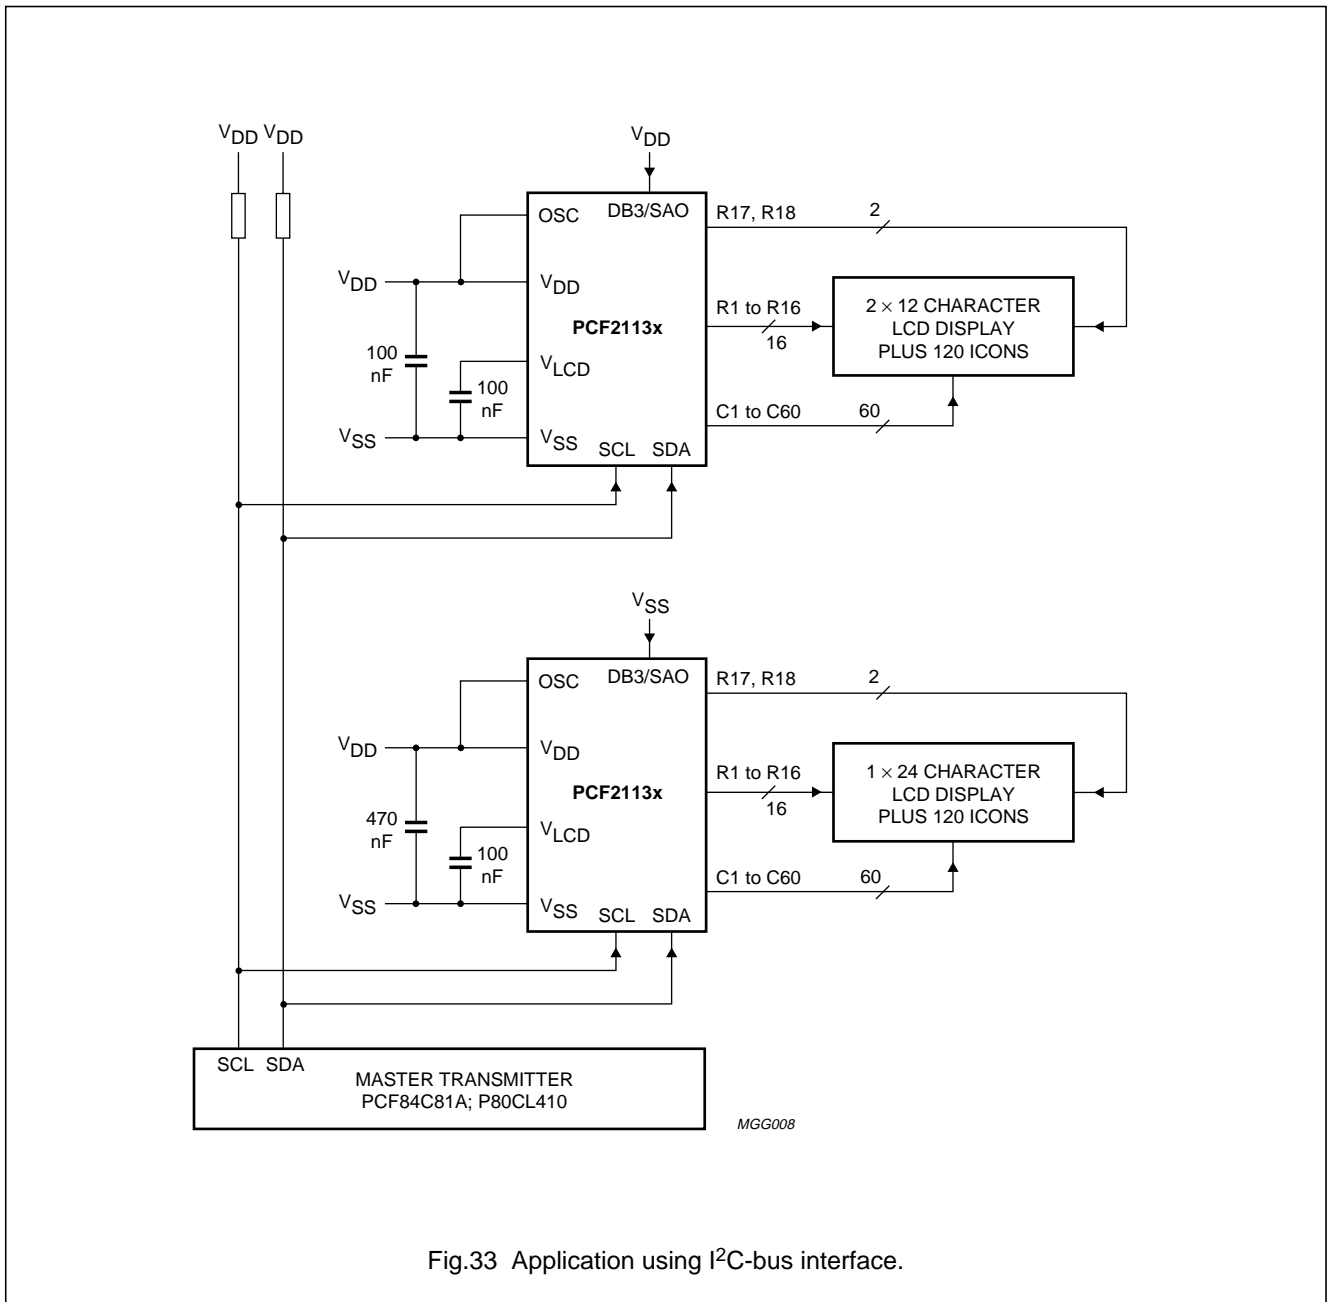 VDD VDD
VDD
OSC
DB3/SAO
R17, R18
2
VDD
VDD
R1 to R16
16
2 × 12 CHARACTER
LCD DISPLAY
PLUS 120 ICONS
PCF2113x
100
nF
VLCD
100
nF
C1 to C60
60
VSS
VSS
SCL
SDA
VSS
OSC
DB3/SAO
R17, R18
2
VDD
VDD
R1 to R16
16
1 × 24 CHARACTER
LCD DISPLAY
PLUS 120 ICONS
PCF2113x
470
nF
VLCD
100
nF
C1 to C60
60
VSS
VSS
SCL
SDA
SCL SDA
MASTER TRANSMITTER
PCF84C81A; P80CL410
MGG008
Fig.33 Application using I²C-bus interface.